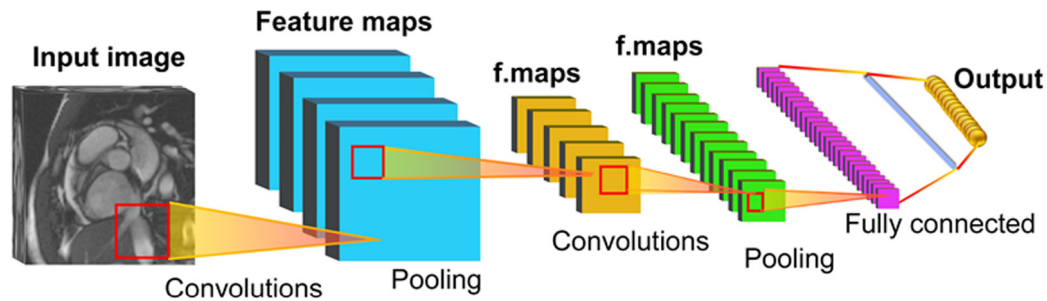 Input image
Feature maps
f.maps
f.maps
Output
Convolutions
Pooling
Convolutions
Pooling
Fully connected